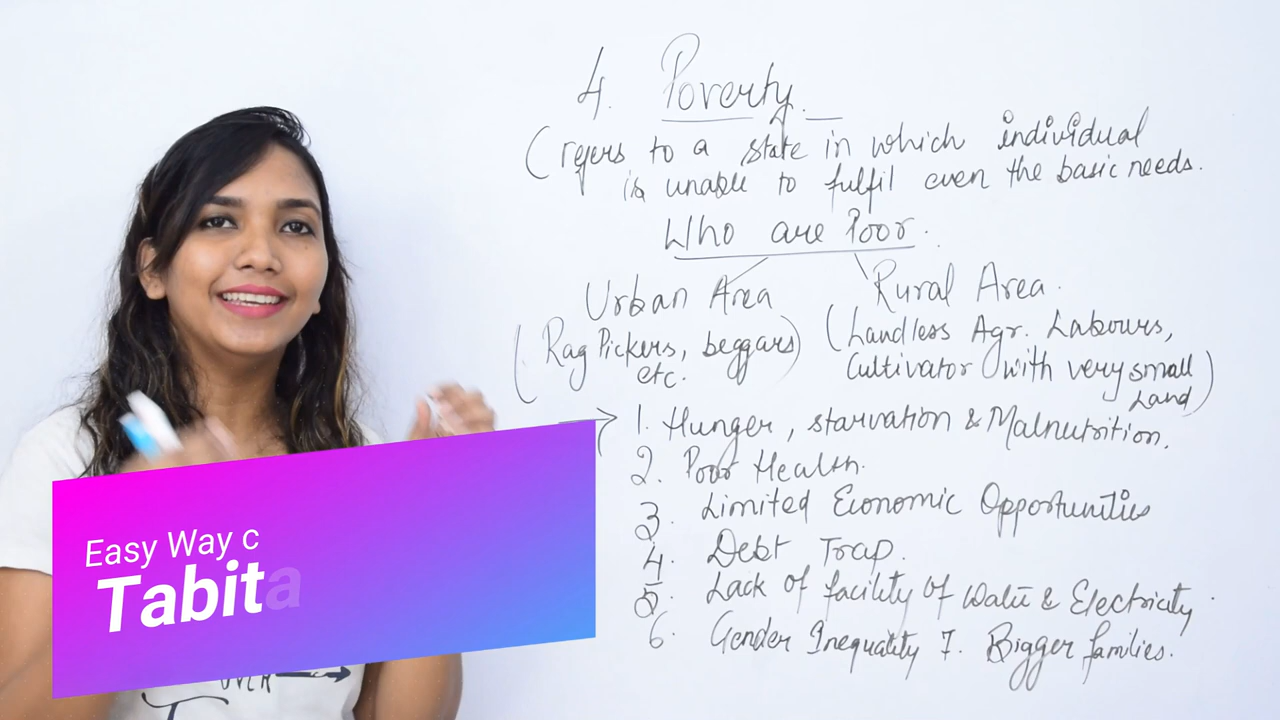 4. Poverty.
(refers to a state in which individual
is unable to fulfil even the basic needs.
Who are Poor.
Urban Area
(Rag Pickers, beggars)
etc.
Rural Area.
(Landless Agr. Labours,
Cultivator with very small
Land)
1. Hunger, starvation & Malnutrition.
2. Poor Health.
3. Limited Economic Opportunities
4. Debt Trap.
5. Lack of facility of Water & Electricity.
6. Gender Inequality 7. Bigger families.
Easy Way c
Tabita
OVER